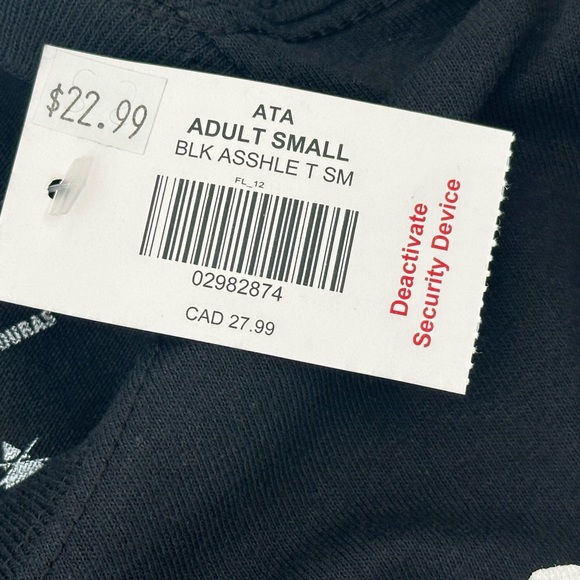 $22.99
ATA
ADULT SMALL
BLK ASSHLE T SM
FL_12
02982874
CAD 27.99
Deactivate
Security Device